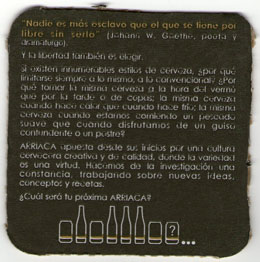 "Nadie es más esclavo que el que se tiene por
libre sin serlo" (Johann W. Goethe, poeta y
dramaturgo).
Y la libertad también es elegir.
Si existen innumerables estilos de cerveza, ¿por qué
limitarse siempre a lo mismo, a lo convencional? ¿Por
qué tomar la misma cerveza a la hora del vermú
que por la tarde o de copas; la misma cerveza
cuando hace calor que cuando hace frío; la misma
cerveza cuando estamos comiendo un pescado
suave que cuando disfrutamos de un guiso
contundente o un postre?
ARRIACA apuesta desde sus inicios por una cultura
cervecera creativa y de calidad, donde la variedad
es una virtud. Hacemos de la investigación una
constancia, trabajando sobre nuevas ideas,
conceptos y recetas.
¿Cuál será tu próxima ARRIACA?
?...